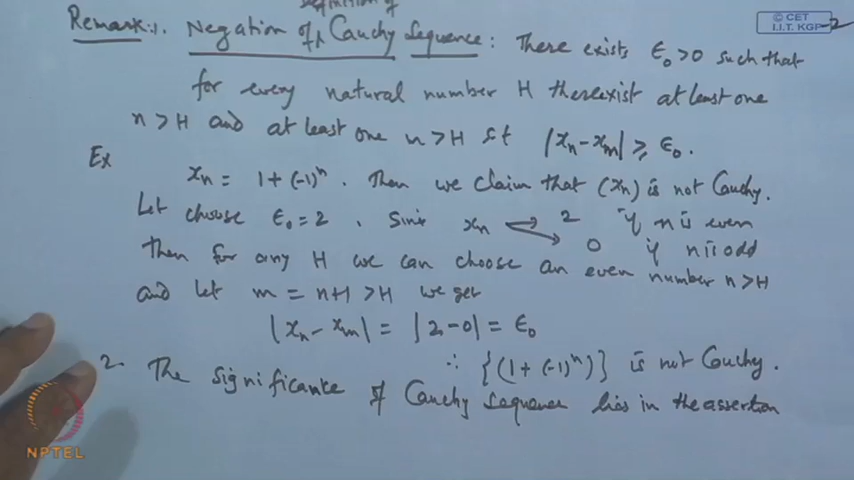 definition of
© CET
I.I.T. KGP
Remark:1. Negation of Cauchy Sequence: There exists ε₀>0 such that
for every natural number H there exist at least one
n > H and at least one n > H st |xn - xm| ≥ ε₀.
Ex
xn = 1+(-1)^n. Then we claim that (xn) is not Cauchy.
Let choose ε₀=2. Since xn → 2 if n is even
→ 0 if n is odd
Then for any H we can choose an even number n>H
and let m = n+1 >H we get
|xn - xm| = |2-0| = ε₀
∴ {(1+(-1)^n)} is not Cauchy.
2. The significance of Cauchy sequence lies in the assertion
NPTEL